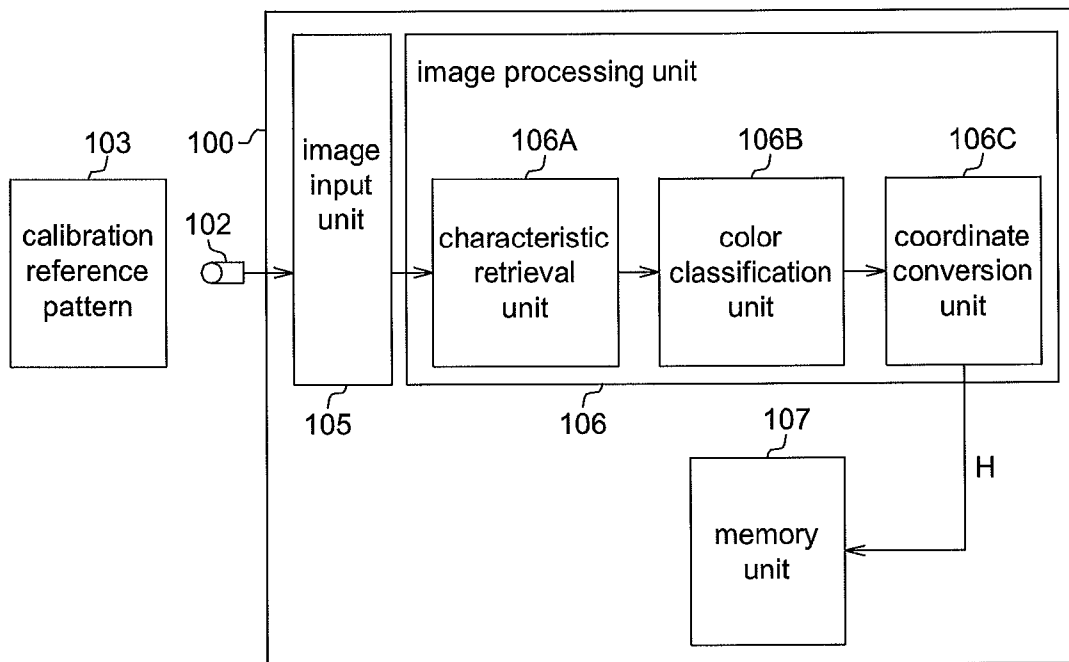 image processing unit
100
103
calibration
reference
pattern
102
image
input
unit
105
106A
characteristic
retrieval
unit
106B
color
classification
unit
106C
coordinate
conversion
unit
106
107
memory
unit
H